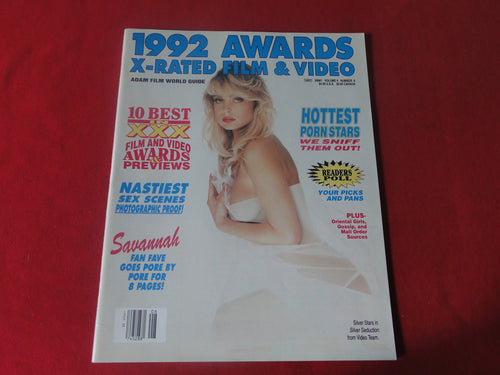 1992 AWARDS
X-RATED FILM & VIDEO
ADAM FILM WORLD GUIDE
10 BEST
IN
XXX
FILM AND VIDEO
AWARDS
PREVIEWS
NASTIEST
SEX SCENES
PHOTOGRAPHIC PROOF!
Savannah
FAN FAVE
GOES PORE BY
PORE FOR
8 PAGES!
HOTTEST
PORN STARS
WE SNIFF
THEM OUT!
READERS
POLL
YOUR PICKS
AND PANS
PLUS-
Oriental Girls,
Gossip, and
Mail Order
Sources
Silver Stars in
Silver Seduction
from Video Team.